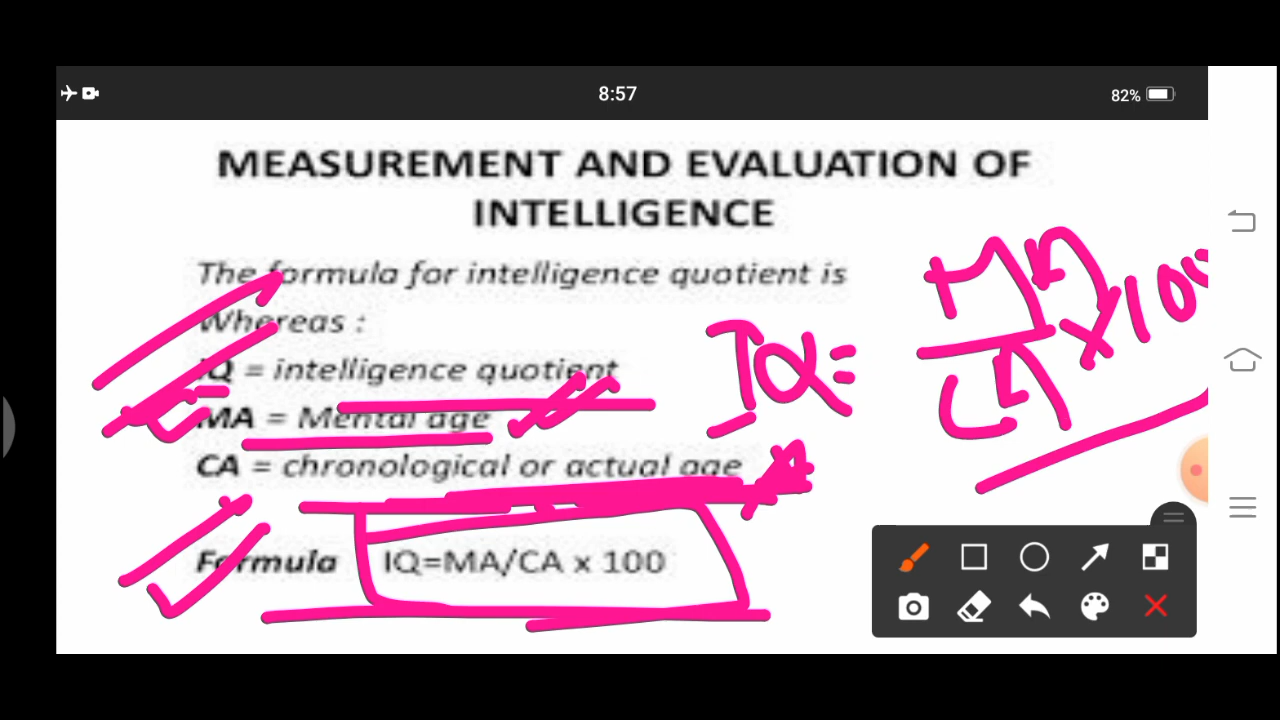 8:57
82%
MEASUREMENT AND EVALUATION OF
INTELLIGENCE
The formula for intelligence quotient is
Whereas :
IQ = intelligence quotient
MA = Mental age
CA = chronological or actual age
Formula IQ=MA/CA x 100
IQ= MA
CA x100